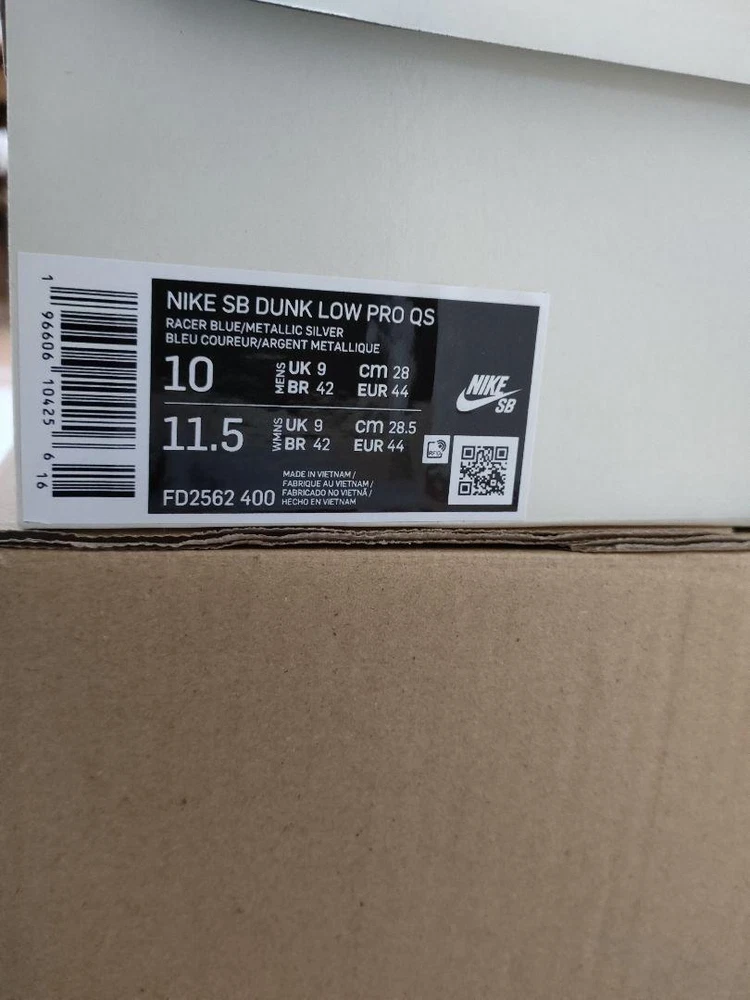 NIKE SB DUNK LOW PRO QS
RACER BLUE/METALLIC SILVER
BLEU COUREUR/ARGENT METALLIQUE
10 MENS UK 9 cm 28
BR 42 EUR 44
11.5 WMNS UK 9 cm 28.5
BR 42 EUR 44
MADE IN VIETNAM /
FABRIQUE AU VIETNAM /
FABRICADO NO VIETNÃ /
HECHO EN VIETNAM
FD2562 400
NIKE
SB
RFID
1 96606 10425 6 16